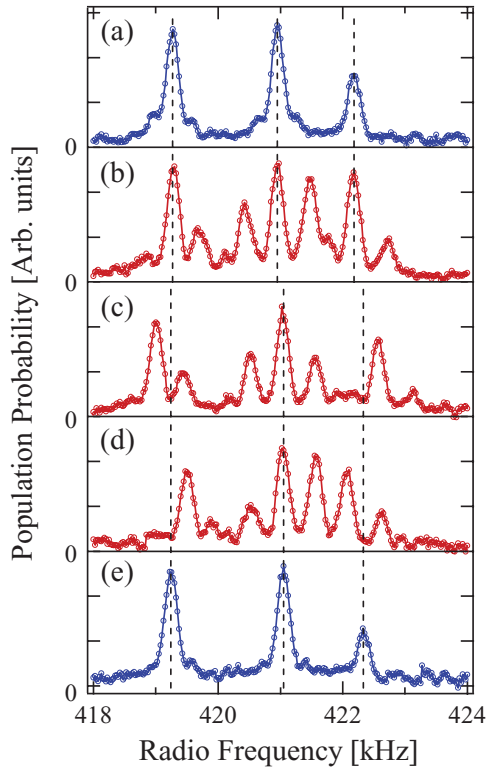 (a)
0
(b)
0
(c)
0
(d)
0
(e)
0
Population Probability [Arb. units]
418 420 422 424
Radio Frequency [kHz]